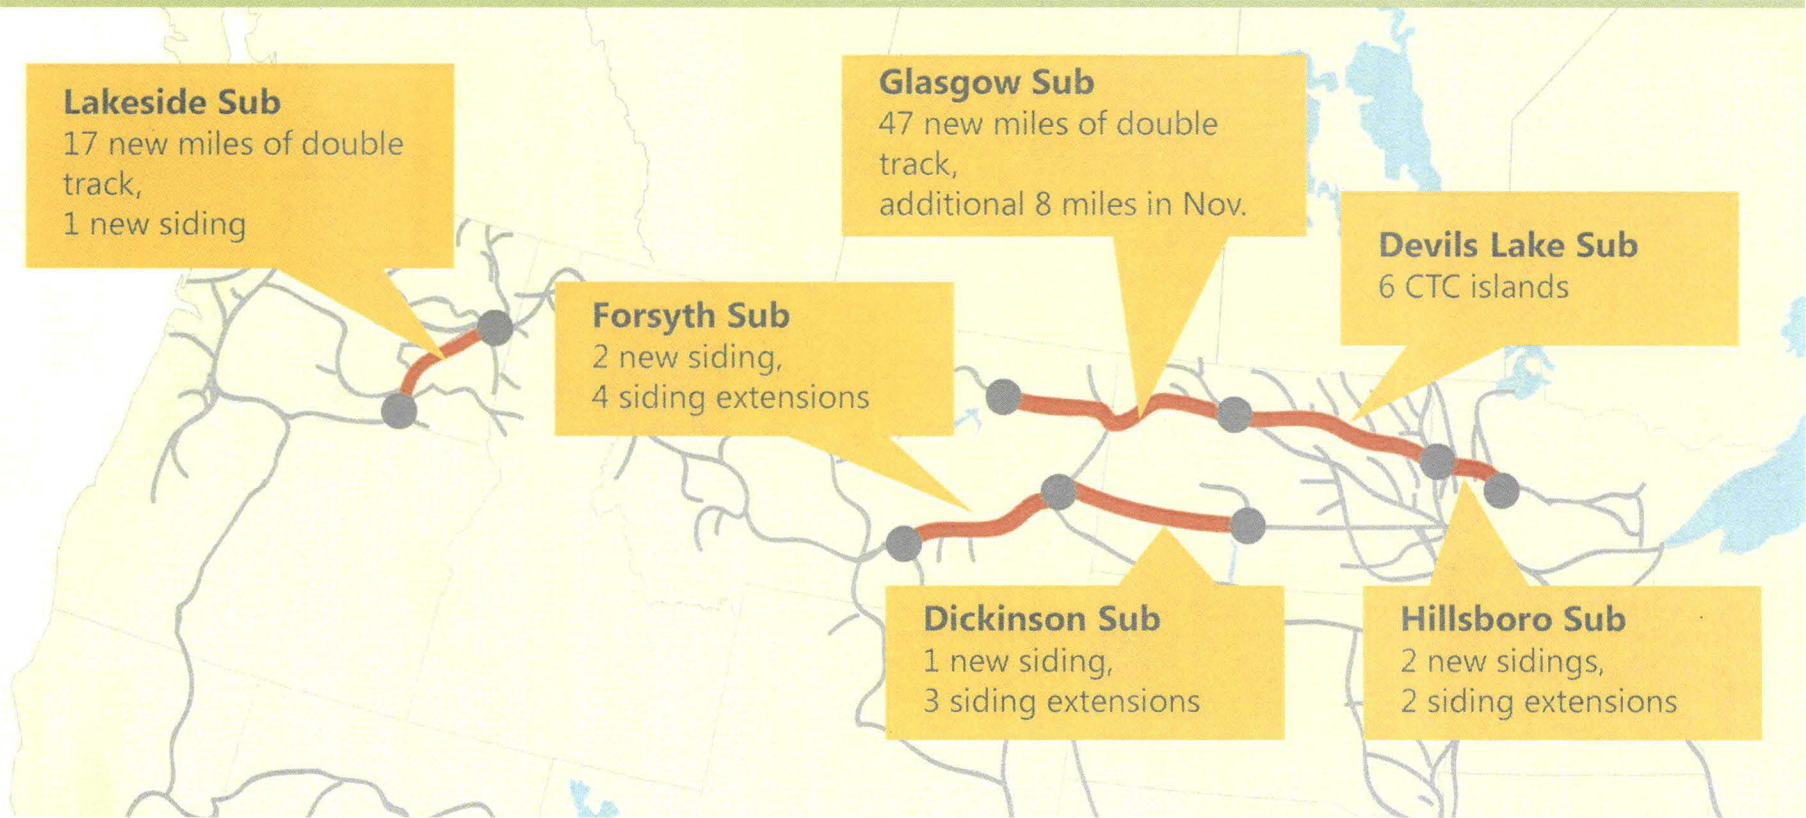 Lakeside Sub
17 new miles of double
track,
1 new siding
Glasgow Sub
47 new miles of double
track,
additional 8 miles in Nov.
Devils Lake Sub
6 CTC islands
Forsyth Sub
2 new siding,
4 siding extensions
Dickinson Sub
1 new siding,
3 siding extensions
Hillsboro Sub
2 new sidings,
2 siding extensions